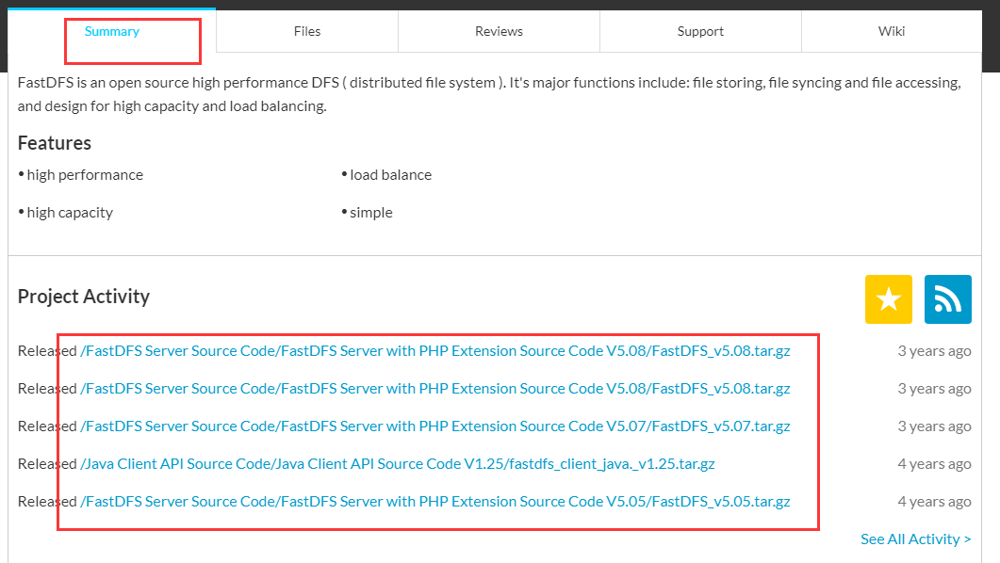 Summary
Files
Reviews
Support
Wiki
FastDFS is an open source high performance DFS ( distributed file system ). It's major functions include: file storing, file syncing and file accessing,
and design for high capacity and load balancing.
Features
• high performance
• load balance
• high capacity
• simple
Project Activity
Released /FastDFS Server Source Code/FastDFS Server with PHP Extension Source Code V5.08/FastDFS_v5.08.tar.gz 3 years ago
Released /FastDFS Server Source Code/FastDFS Server with PHP Extension Source Code V5.08/FastDFS_v5.08.tar.gz 3 years ago
Released /FastDFS Server Source Code/FastDFS Server with PHP Extension Source Code V5.07/FastDFS_v5.07.tar.gz 3 years ago
Released /Java Client API Source Code/Java Client API Source Code V1.25/fastdfs_client_java._v1.25.tar.gz 4 years ago
Released /FastDFS Server Source Code/FastDFS Server with PHP Extension Source Code V5.05/FastDFS_v5.05.tar.gz 4 years ago
See All Activity >